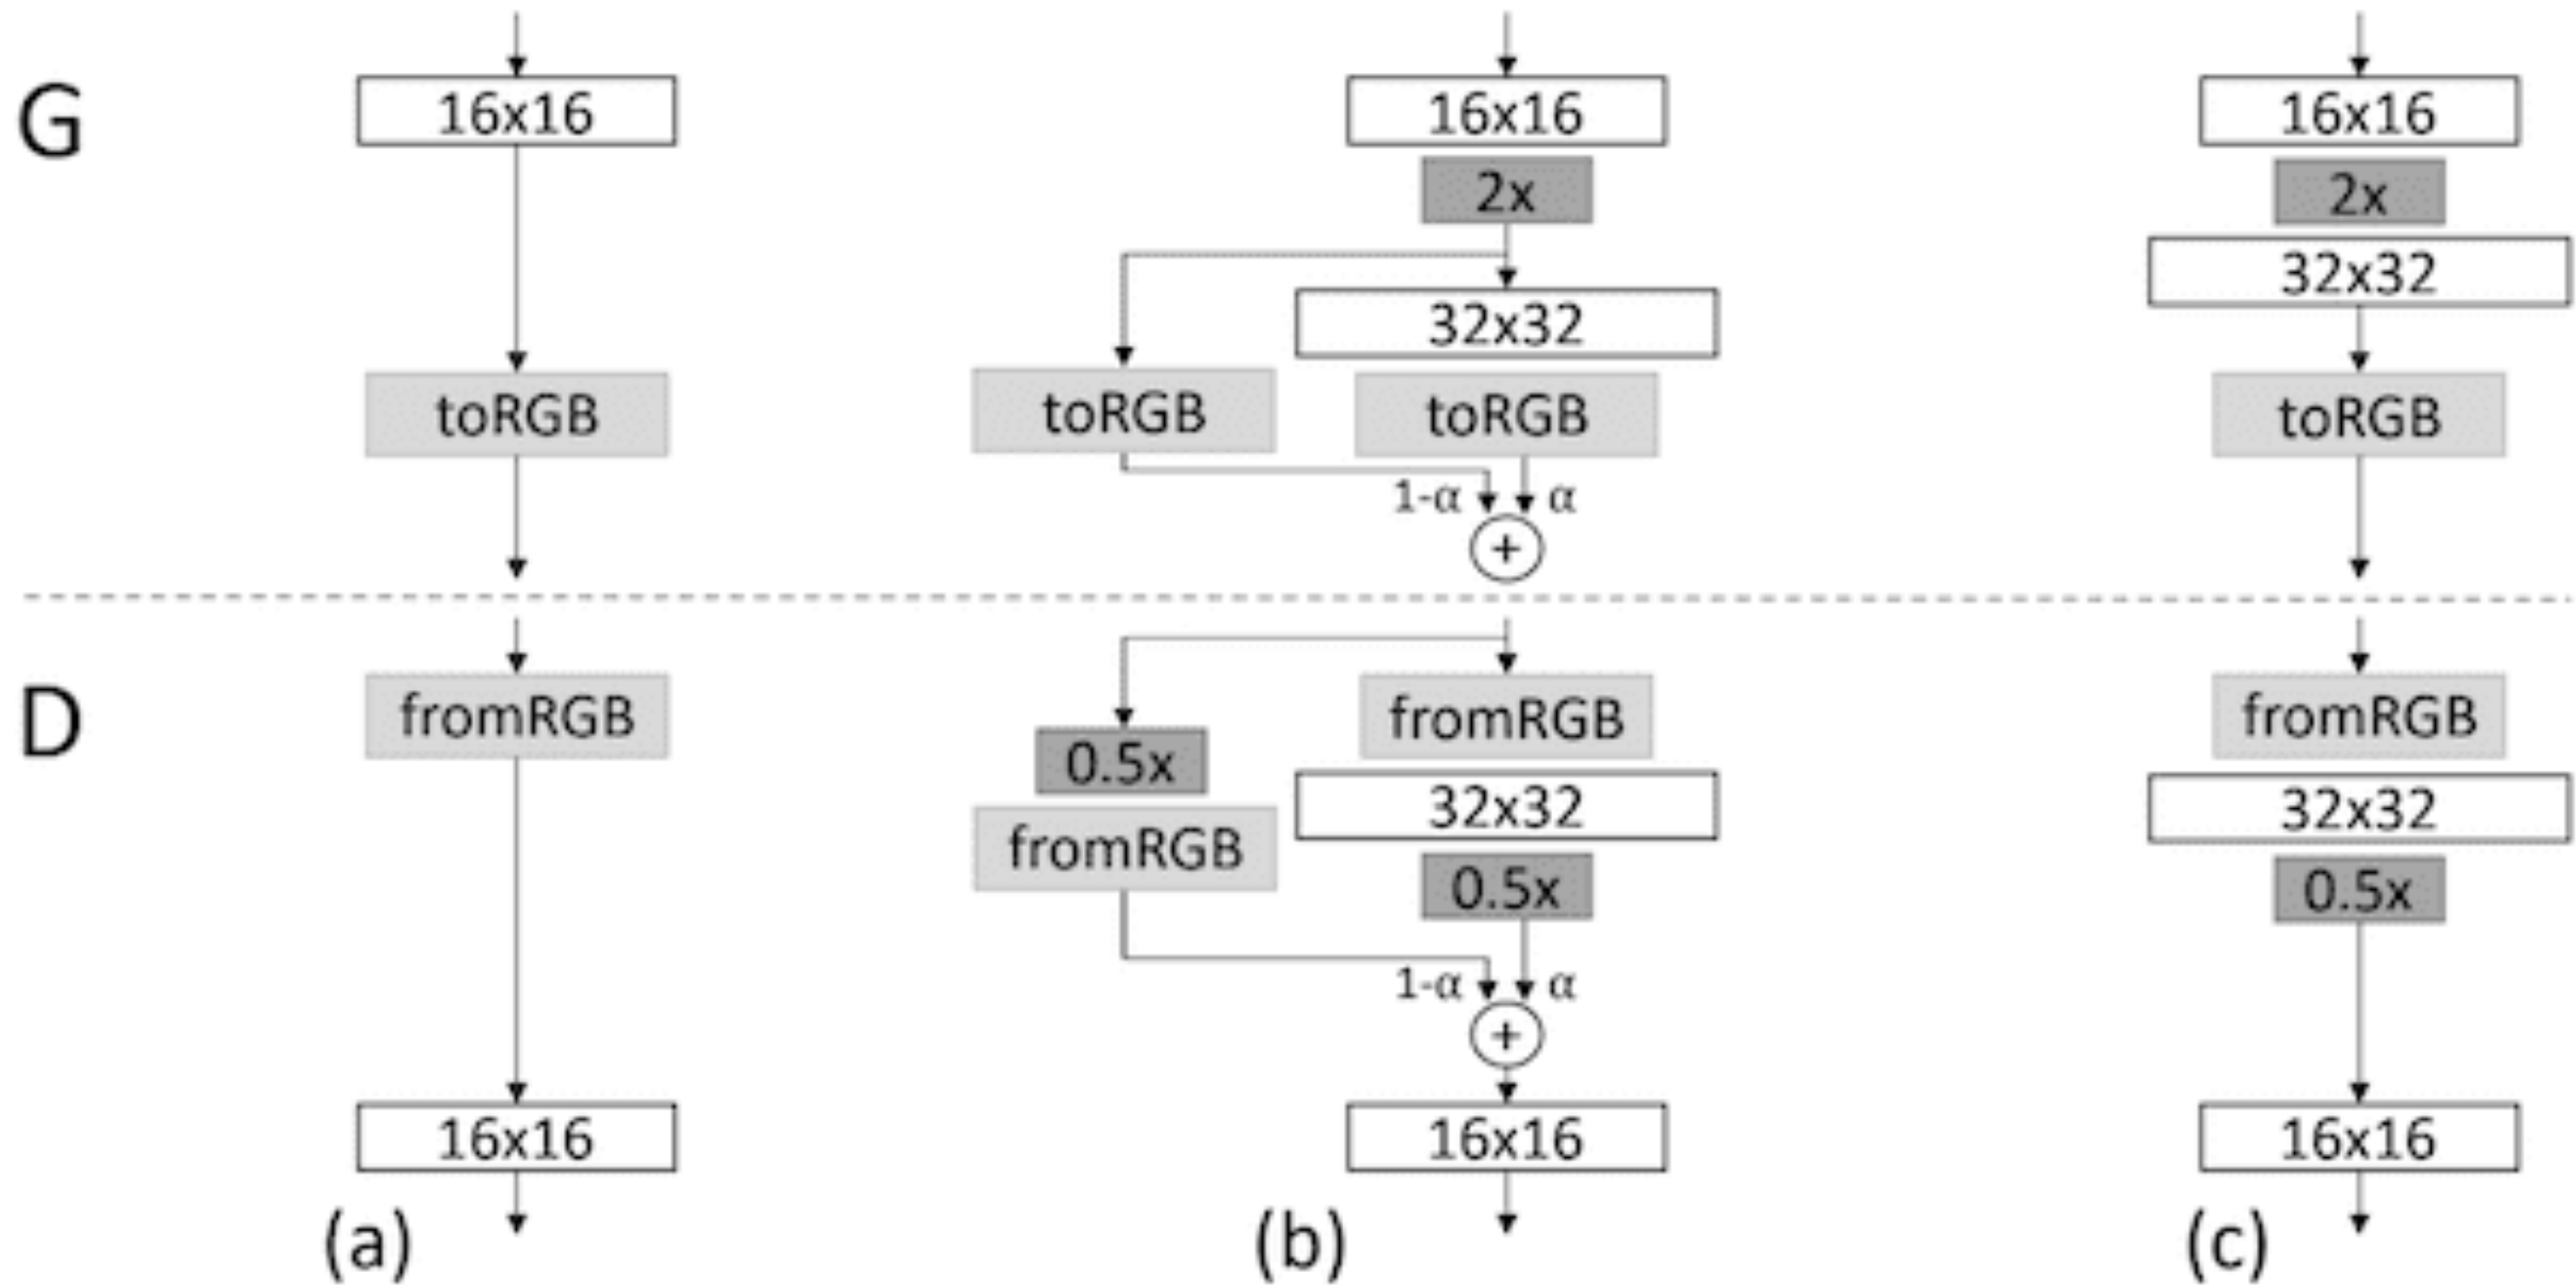 G
16x16
16x16
16x16
2x
2x
32x32
32x32
toRGB
toRGB
toRGB
toRGB
1-α
α
+
D
fromRGB
fromRGB
fromRGB
0.5x
32x32
32x32
fromRGB
0.5x
0.5x
1-α
α
+
16x16
16x16
16x16
(a)
(b)
(c)